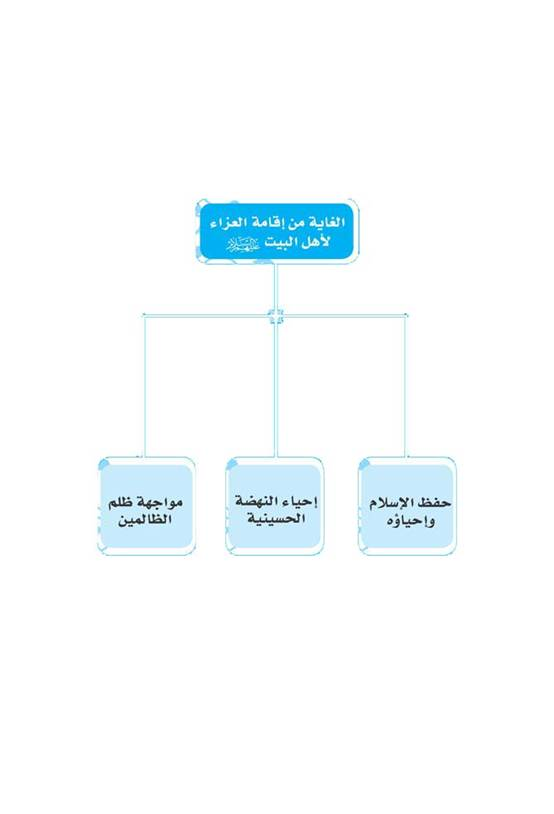 الغاية من إقامة العزاء
لأهل البيت عليهم السلام
حفظ الإسلام
وإحياؤه
إحياء النهضة
الحسينية
مواجهة ظلم
الظالمين